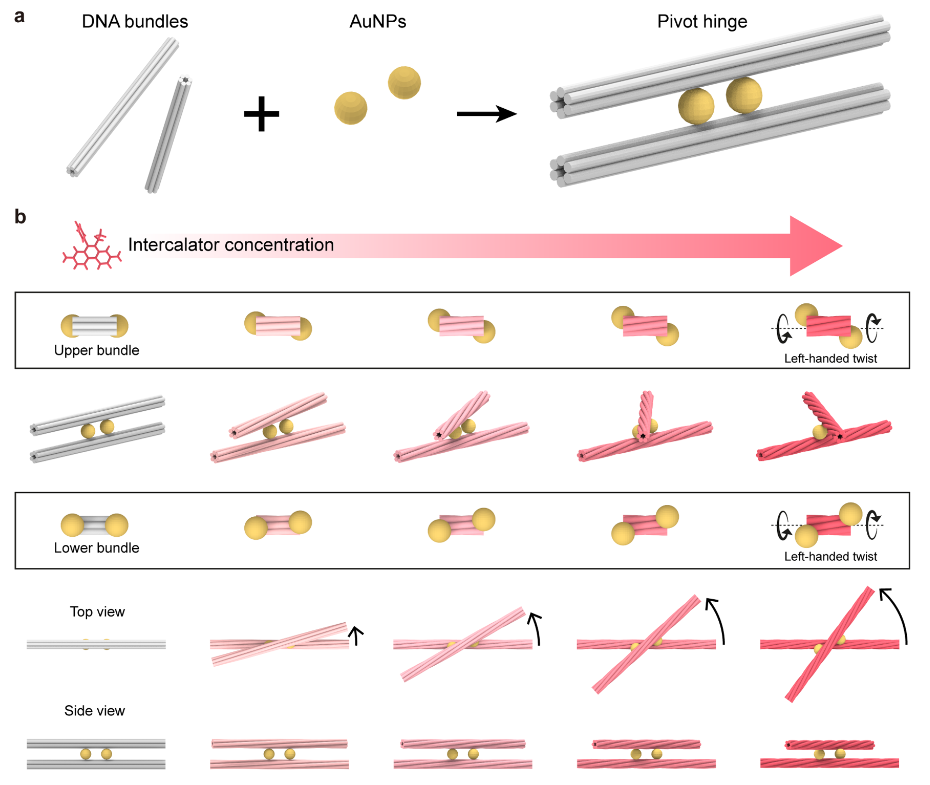 a
DNA bundles
AuNPs
Pivot hinge
b
Intercalator concentration
Upper bundle
Left-handed twist
Lower bundle
Left-handed twist
Top view
Side view